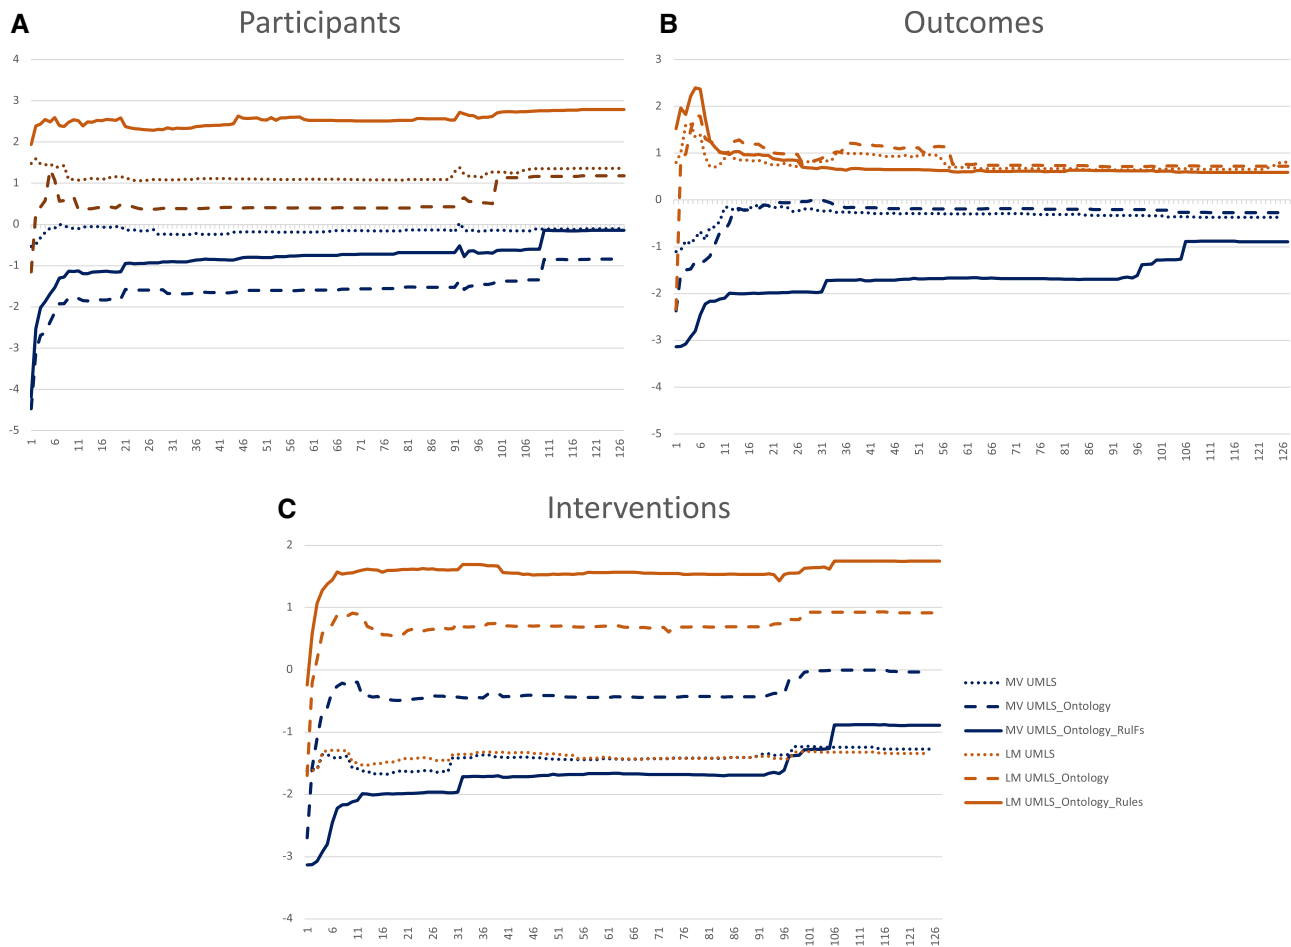 A
Participants
4
3
2
1
0
-1
-2
-3
-4
-5
1 6 11 16 21 26 31 36 41 46 51 56 61 66 71 76 81 86 91 96 101 106 111 116 121 126
B
Outcomes
3
2
1
0
-1
-2
-3
-4
-5
1 6 11 16 21 26 31 36 41 46 51 56 61 66 71 76 81 86 91 96 101 106 111 116 121 126
C
Interventions
2
1
0
-1
-2
-3
-4
1 6 11 16 21 26 31 36 41 46 51 56 61 66 71 76 81 86 91 96 101 106 111 116 121 126
MV UMLS
MV UMLS_Ontology
MV UMLS_Ontology_RulFs
LM UMLS
LM UMLS_Ontology
LM UMLS_Ontology_Rules